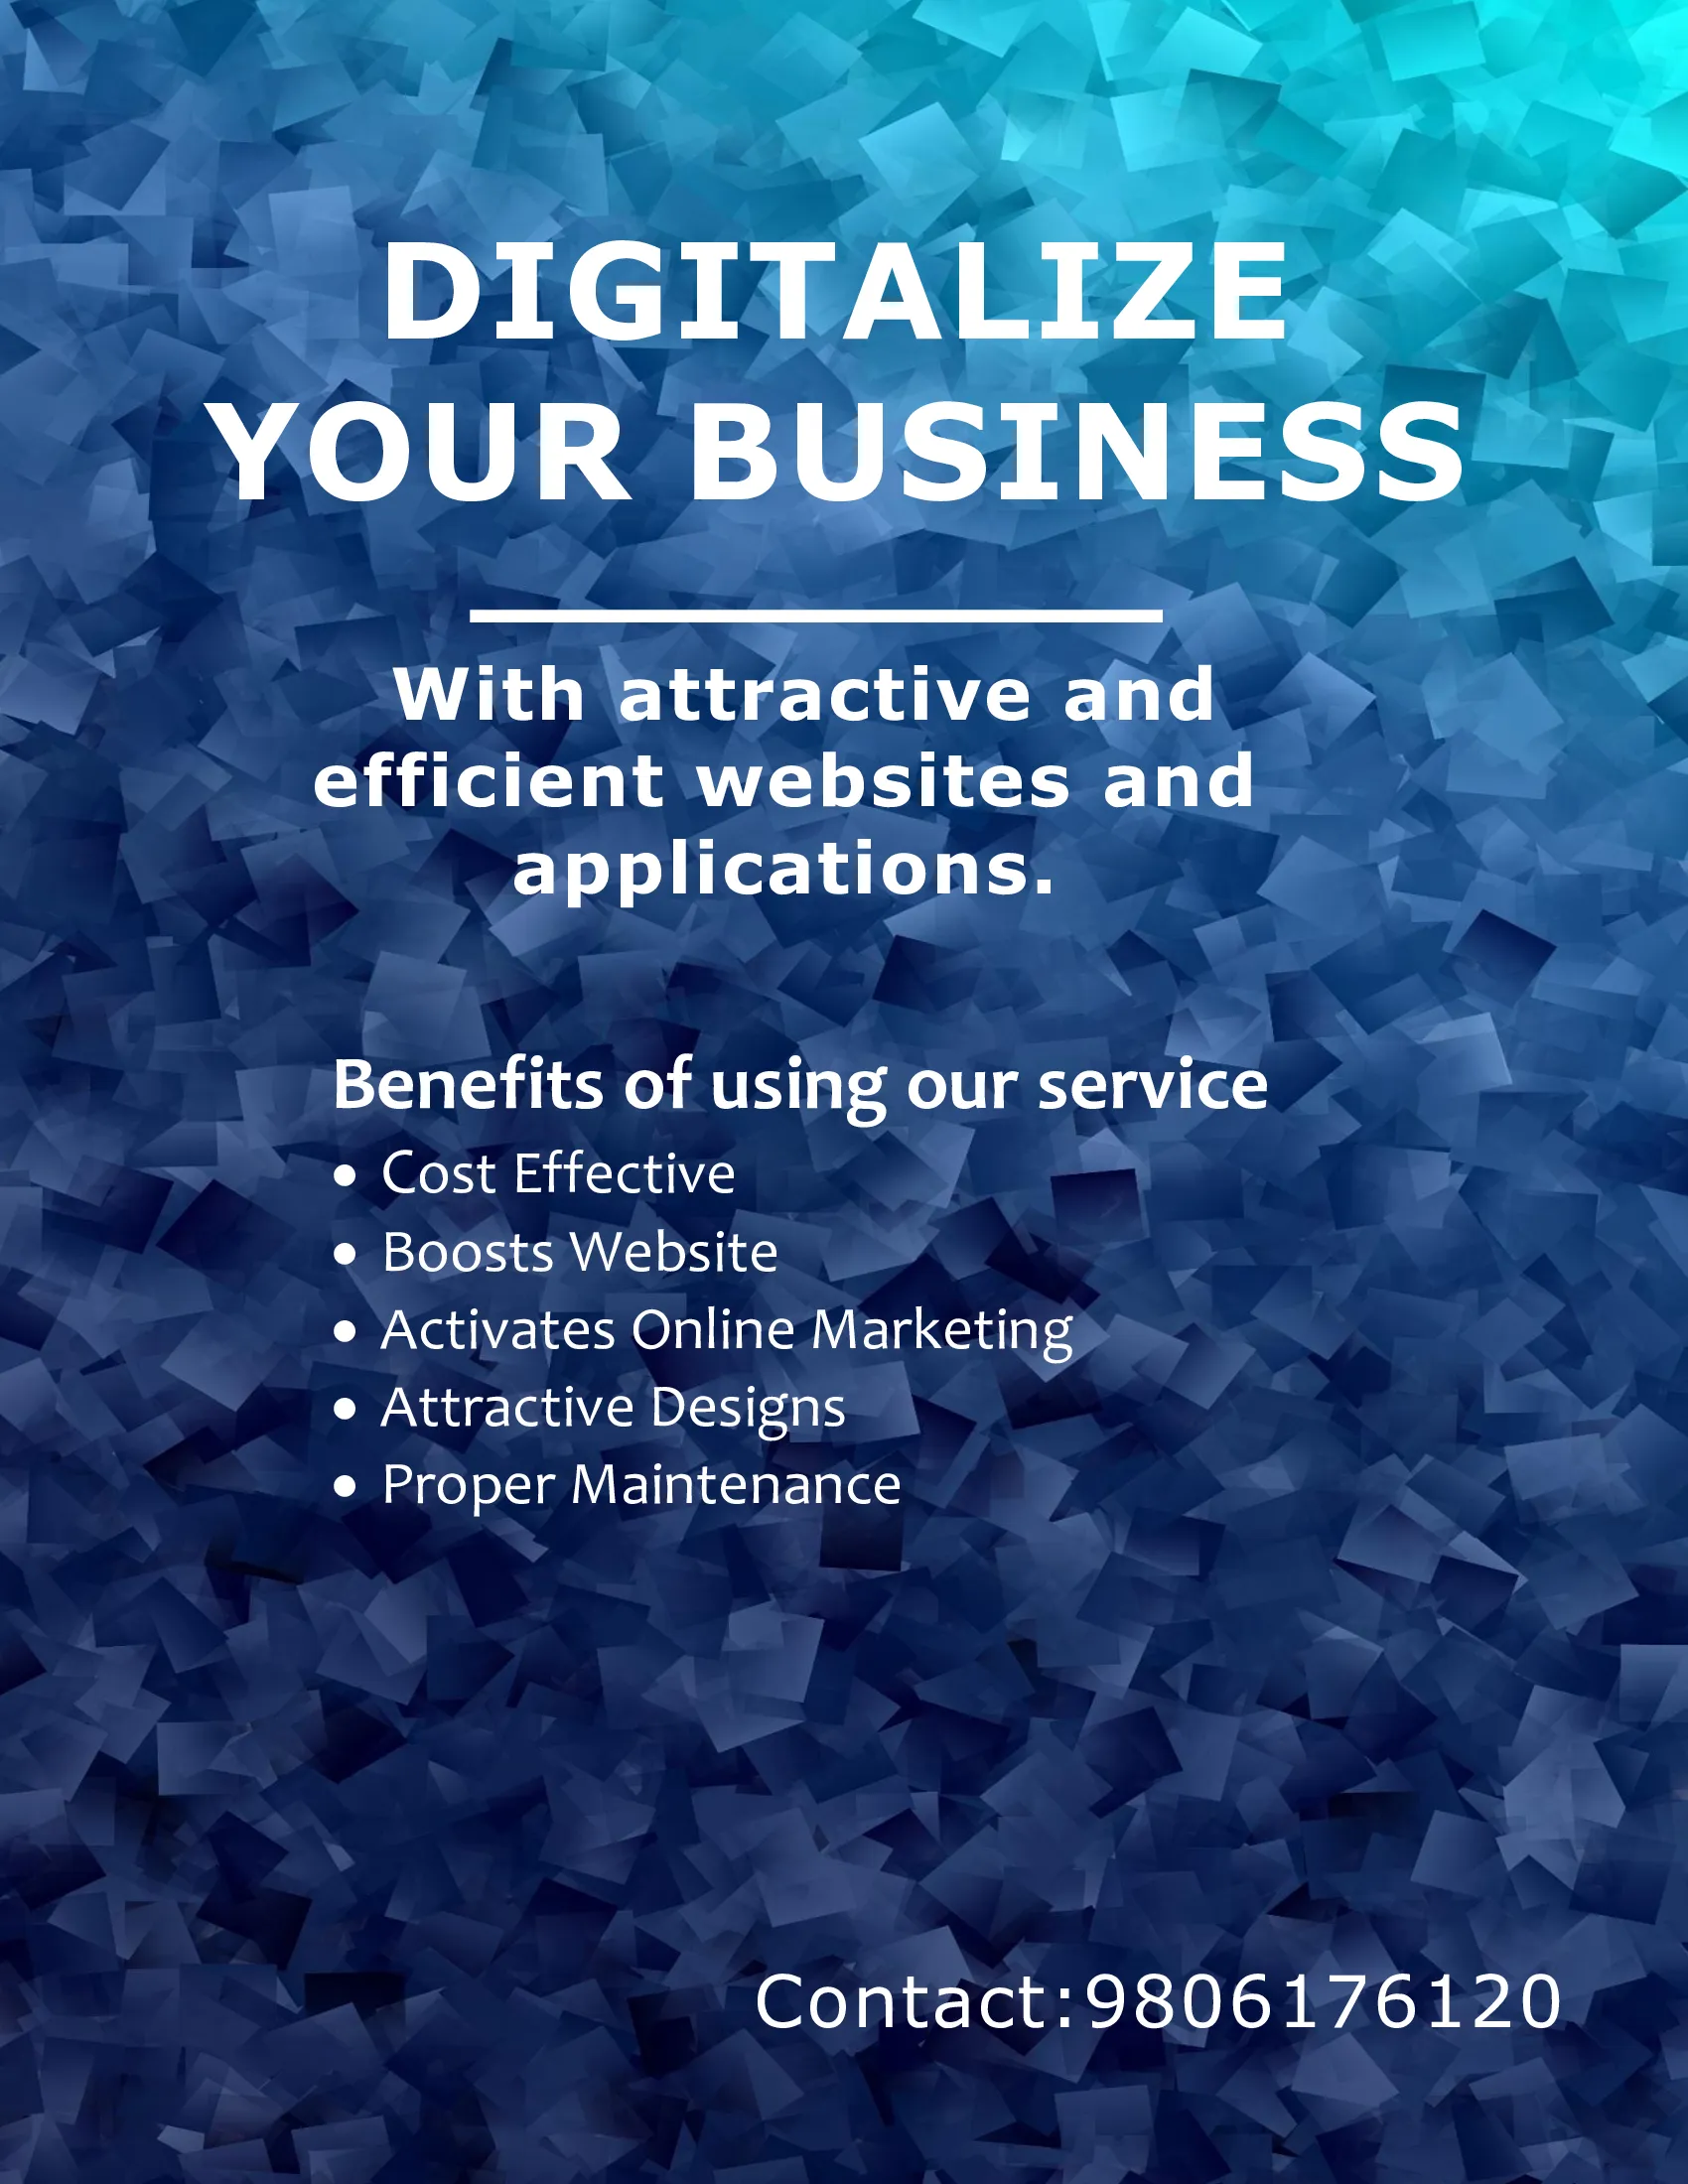 DIGITALIZE
YOUR BUSINESS
With attractive and
efficient websites and
applications.
Benefits of using our service
• Cost Effective
• Boosts Website
• Activates Online Marketing
• Attractive Designs
• Proper Maintenance
Contact:9806176120